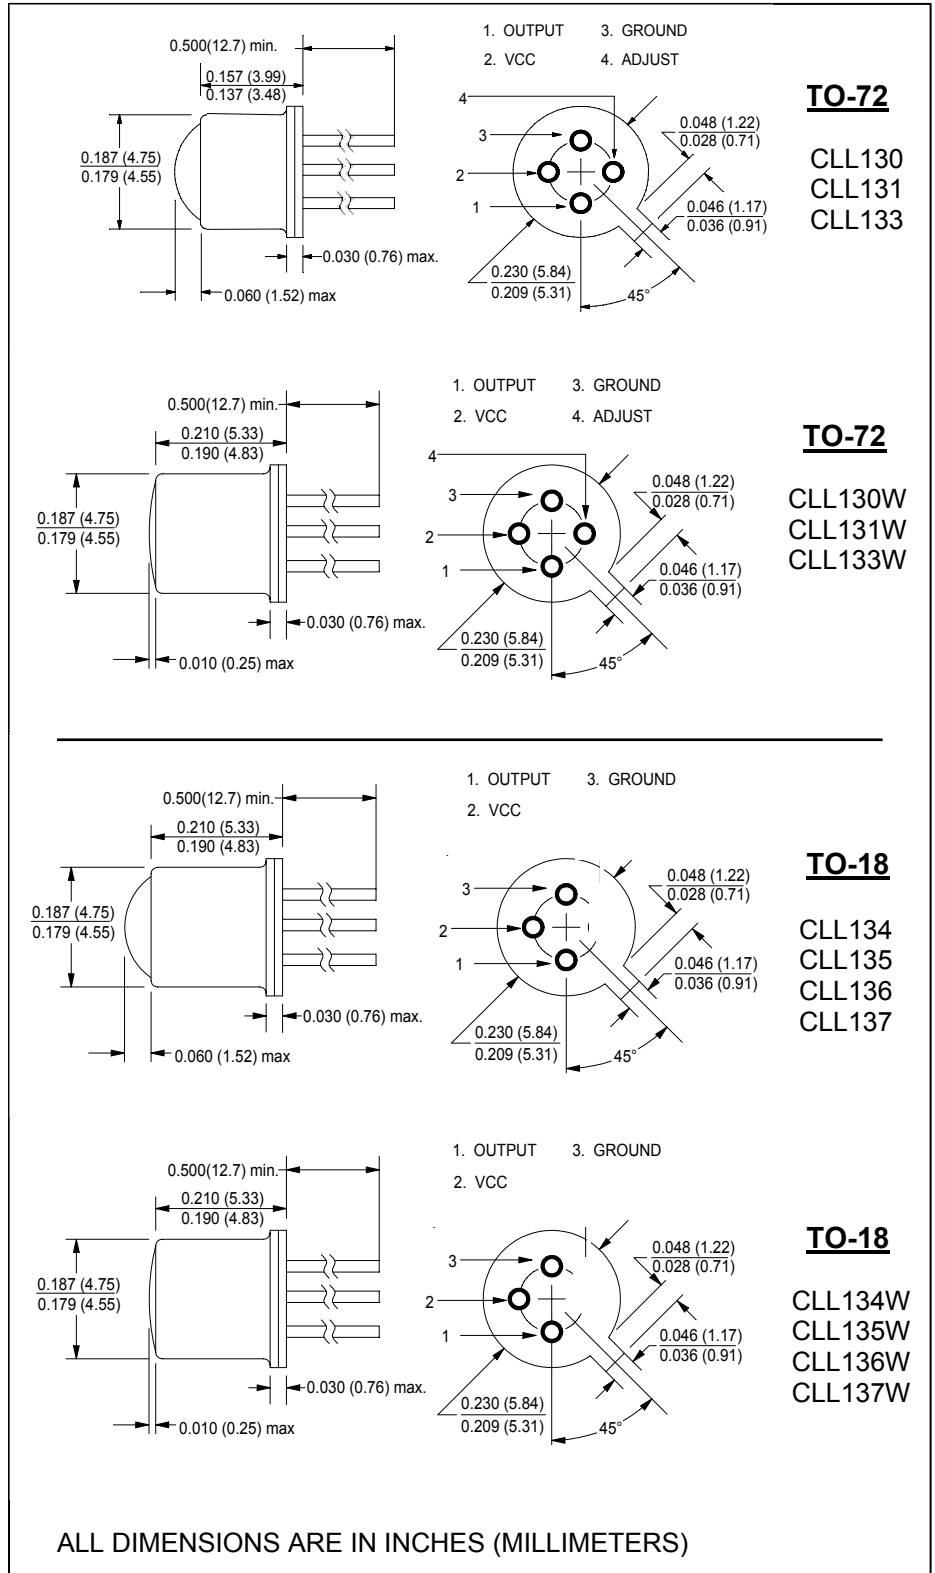 1. OUTPUT 3. GROUND
2. VCC 4. ADJUST
0.500(12.7) min.
0.157 (3.99)
0.137 (3.48)
0.187 (4.75)
0.179 (4.55)
0.030 (0.76) max.
0.060 (1.52) max
4
3
2
1
0.048 (1.22)
0.028 (0.71)
0.046 (1.17)
0.036 (0.91)
0.230 (5.84)
0.209 (5.31)
45°
TO-72
CLL130
CLL131
CLL133
1. OUTPUT 3. GROUND
2. VCC 4. ADJUST
0.500(12.7) min.
0.210 (5.33)
0.190 (4.83)
0.187 (4.75)
0.179 (4.55)
0.030 (0.76) max.
0.010 (0.25) max
4
3
2
1
0.048 (1.22)
0.028 (0.71)
0.046 (1.17)
0.036 (0.91)
0.230 (5.84)
0.209 (5.31)
45°
TO-72
CLL130W
CLL131W
CLL133W
1. OUTPUT 3. GROUND
2. VCC
0.500(12.7) min.
0.210 (5.33)
0.190 (4.83)
0.187 (4.75)
0.179 (4.55)
0.030 (0.76) max.
0.060 (1.52) max
3
2
1
0.048 (1.22)
0.028 (0.71)
0.046 (1.17)
0.036 (0.91)
0.230 (5.84)
0.209 (5.31)
45°
TO-18
CLL134
CLL135
CLL136
CLL137
1. OUTPUT 3. GROUND
2. VCC
0.500(12.7) min.
0.210 (5.33)
0.190 (4.83)
0.187 (4.75)
0.179 (4.55)
0.030 (0.76) max.
0.010 (0.25) max
3
2
1
0.048 (1.22)
0.028 (0.71)
0.046 (1.17)
0.036 (0.91)
0.230 (5.84)
0.209 (5.31)
45°
TO-18
CLL134W
CLL135W
CLL136W
CLL137W
ALL DIMENSIONS ARE IN INCHES (MILLIMETERS)